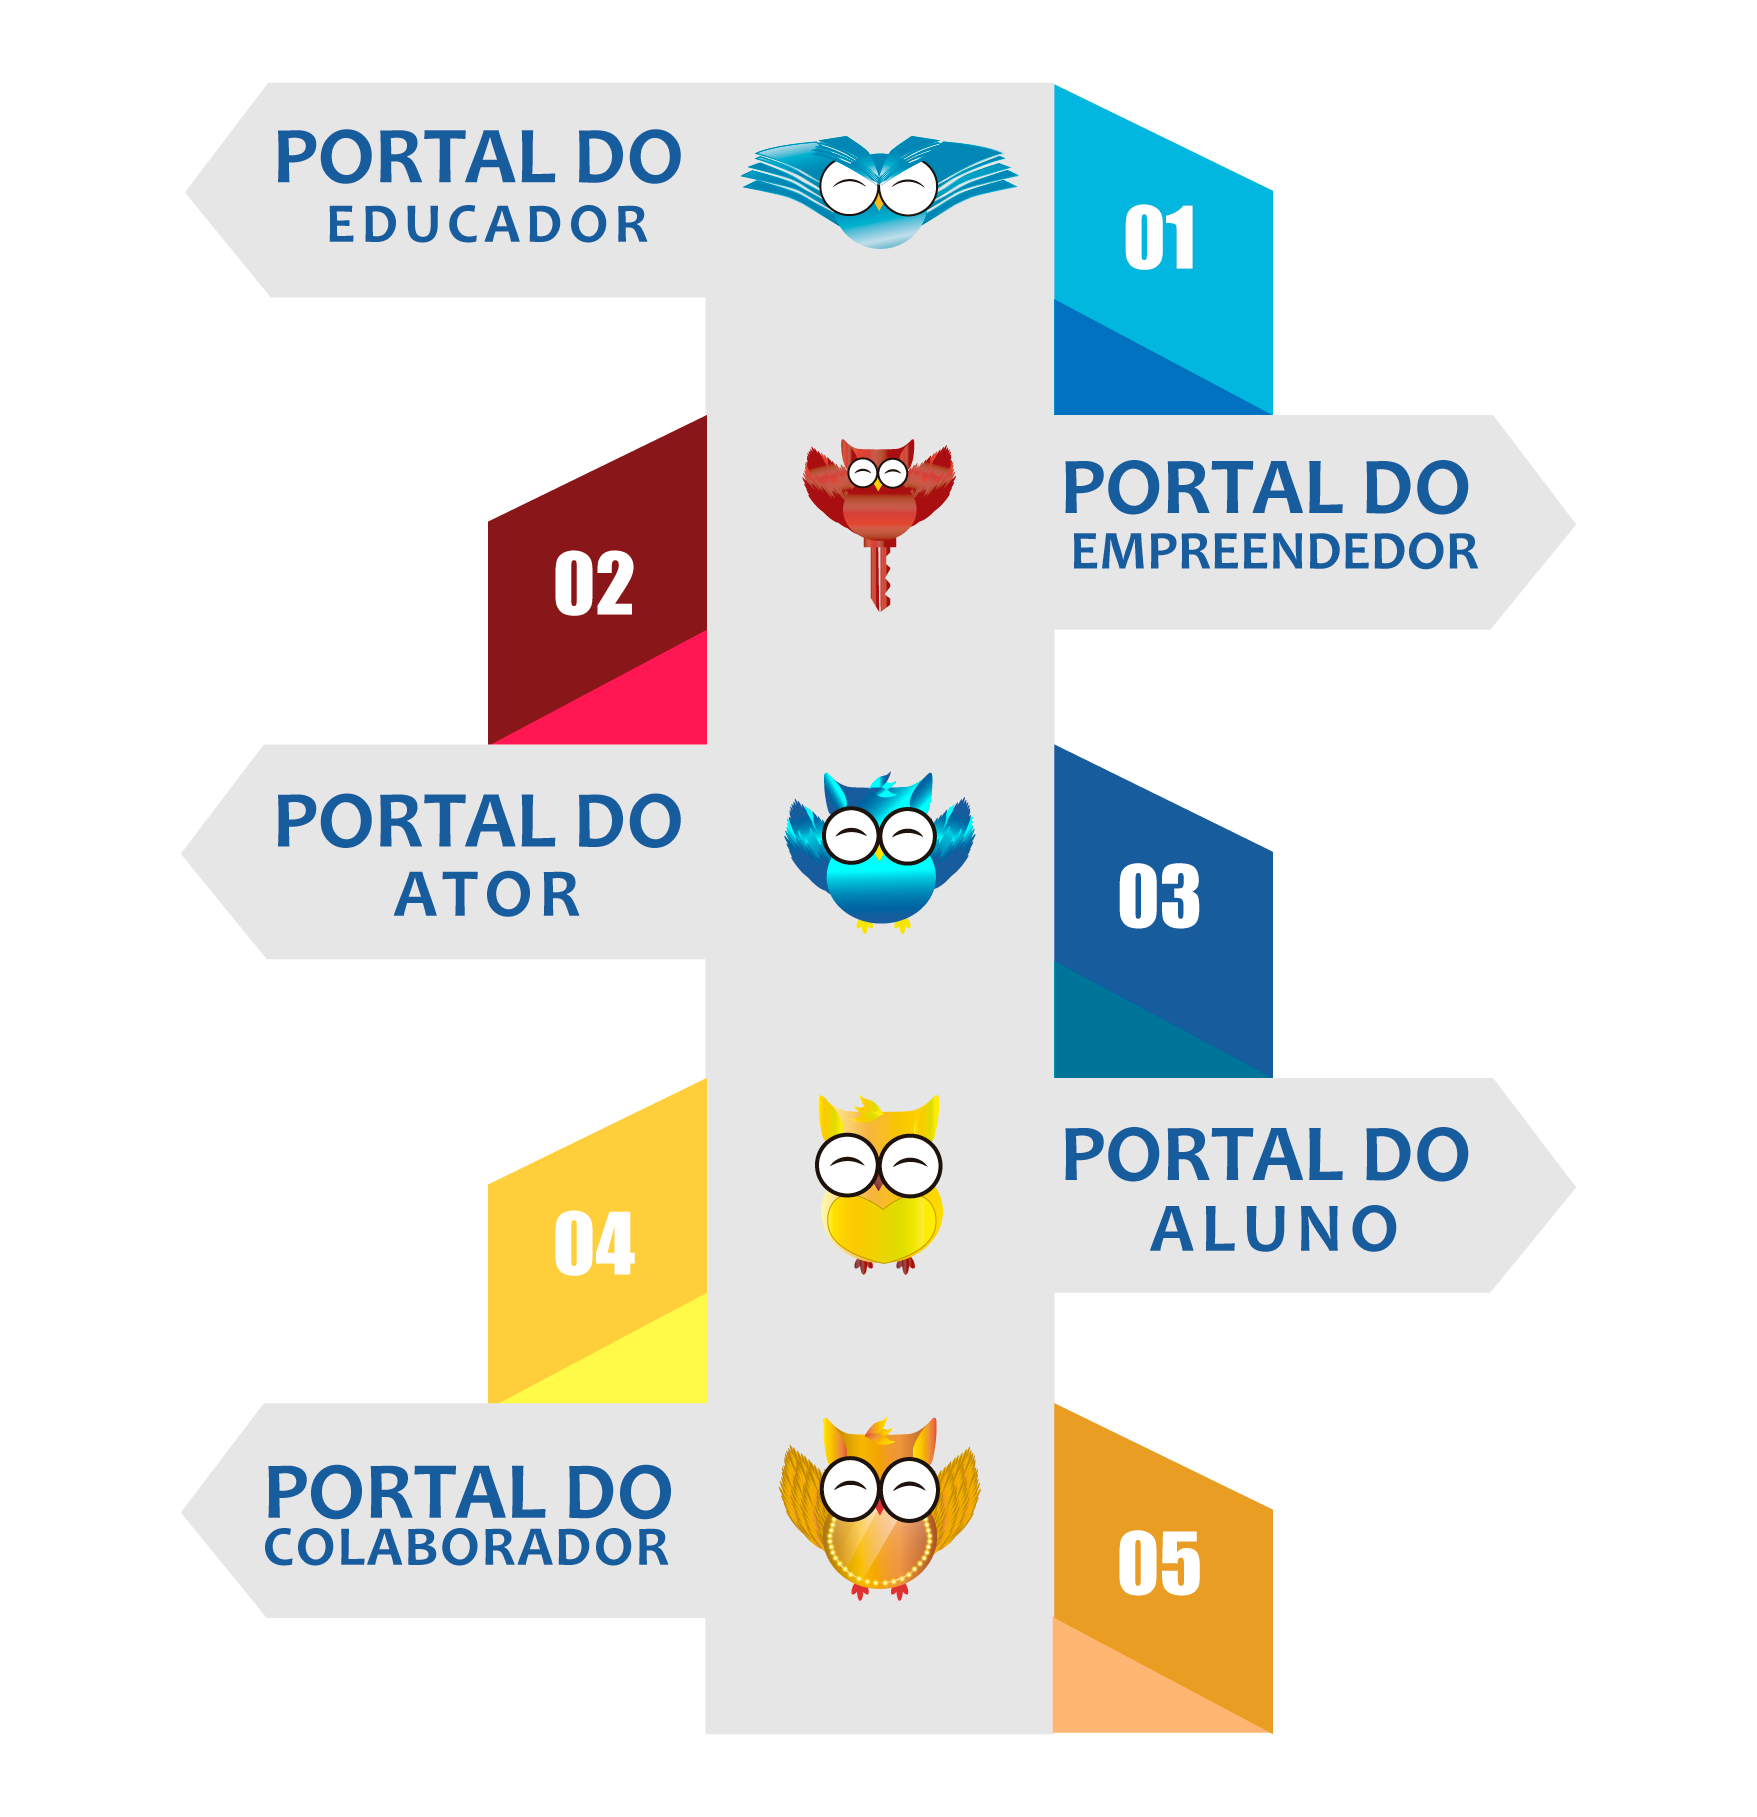 PORTAL DO
EDUCADOR
01
02
PORTAL DO
EMPREENDEDOR
PORTAL DO
ATOR
03
04
PORTAL DO
ALUNO
PORTAL DO
COLABORADOR
05